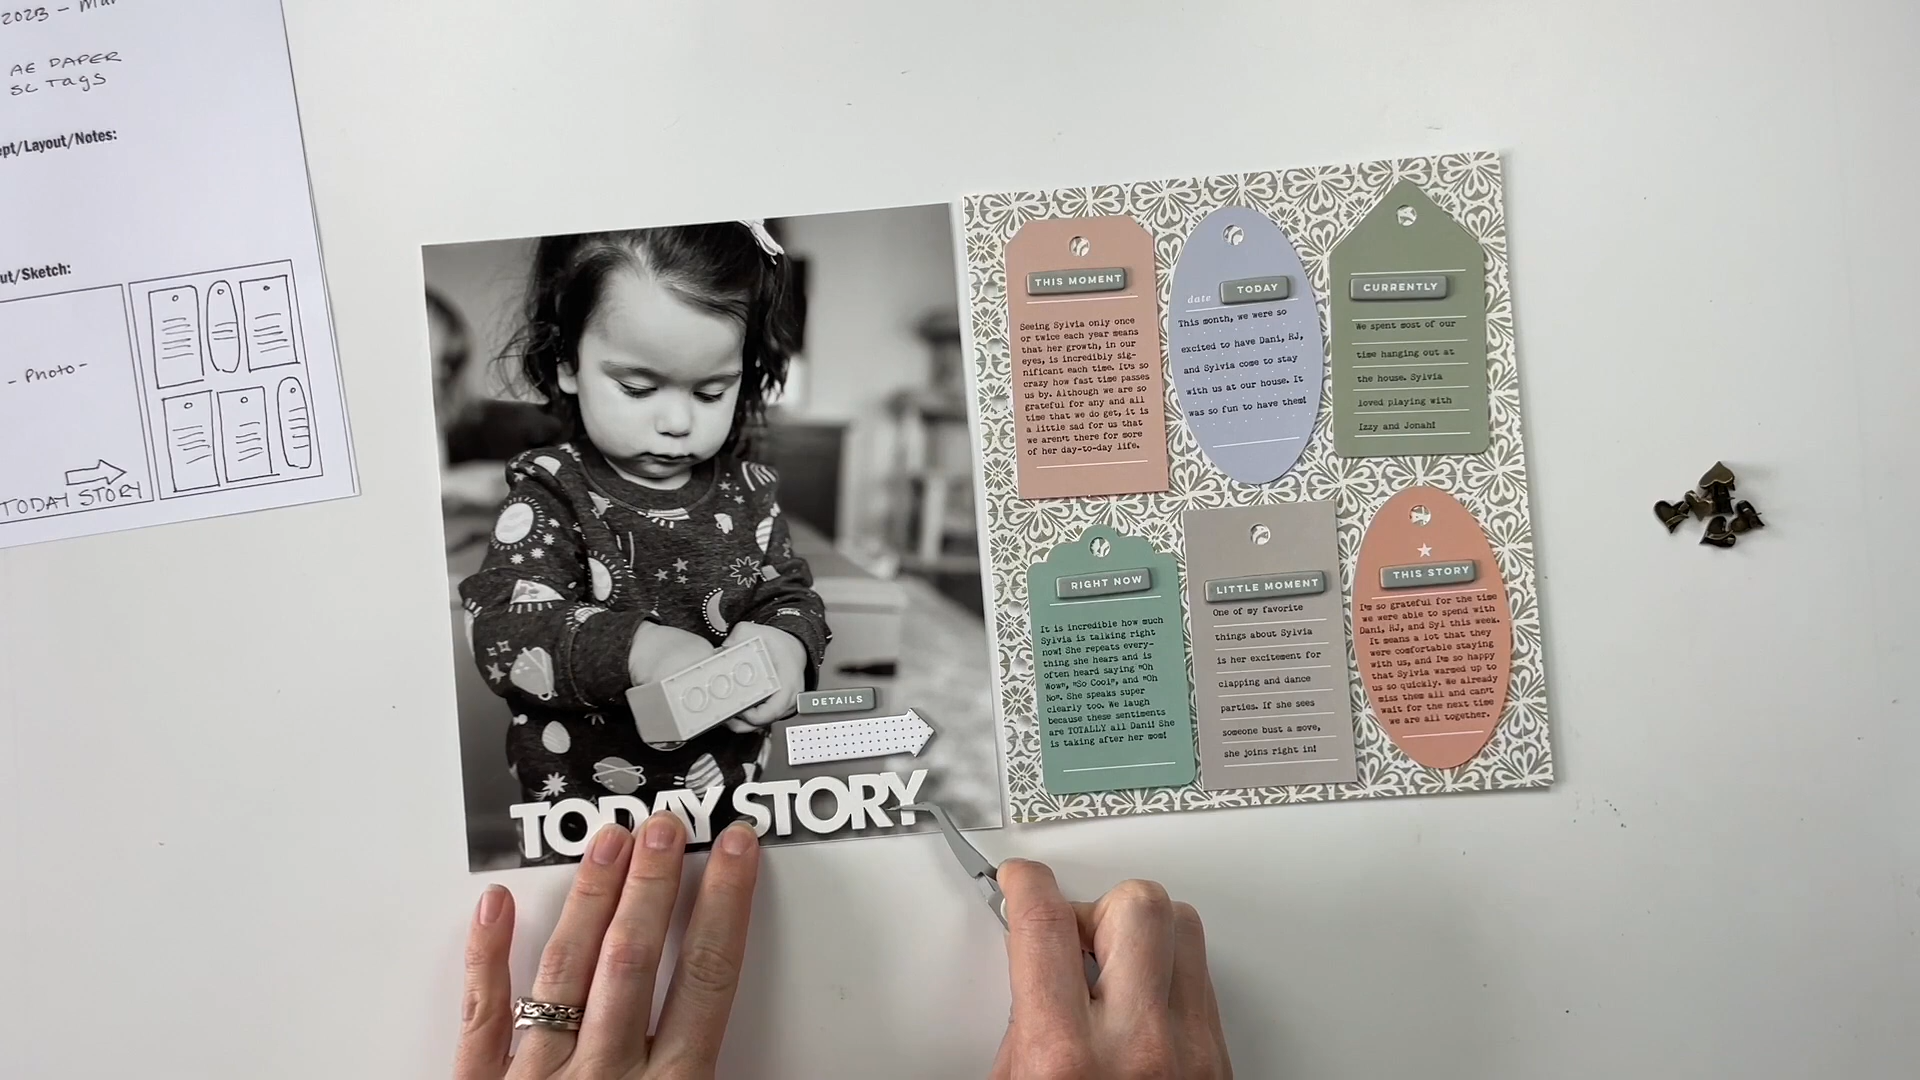 2023 - Mar
AE PAPER
SC Tags
ept/Layout/Notes:
ut/Sketch:
- Photo -
TODAY STORY
DETAILS
TODAY STORY
THIS MOMENT
Seeing Sylvia only once
or twice each year means
that her growth, in our
eyes, is incredibly sig-
nificant each time. It's so
crazy how fast time passes
us by. Although we are so
grateful for any and all
time that we do get, it is
a little sad for us that
we aren't there for more
of her day-to-day life.
date TODAY
This month, we were so
excited to have Dani, RJ,
and Sylvia come to stay
with us at our house. It
was so fun to have them!
CURRENTLY
We spent most of our
time hanging out at
the house. Sylvia
loved playing with
Izzy and Jonah!
RIGHT NOW
It is incredible how much
Sylvia is talking right
now! She repeats every-
thing she hears and is
often heard saying "Oh
Wow", "So Cool", and "Oh
No". She speaks super
clearly too. We laugh
because these sentiments
are TOTALLY all Dani! She
is taking after her mom!
LITTLE MOMENT
One of my favorite
things about Sylvia
is her excitement for
clapping and dance
parties. If she sees
someone bust a move,
she joins right in!
THIS STORY
I'm so grateful for the time
we were able to spend with
Dani, RJ, and Syl this week.
It means a lot that they
were comfortable staying
with us, and I'm so happy
that Sylvia warmed up to
us so quickly. We already
miss them all and can't
wait for the next time
we are all together.